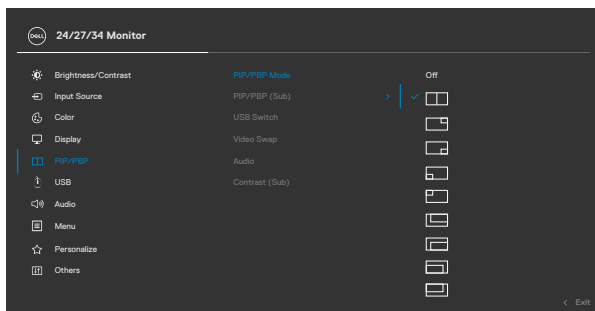 DELL 24/27/34 Monitor
Brightness/Contrast PIP/PBP Mode Off
Input Source PIP/PBP (Sub)
Color USB Switch
Display Video Swap
PIP/PBP Audio
USB Contrast (Sub)
Audio
Menu
Personalize
Others
Exit